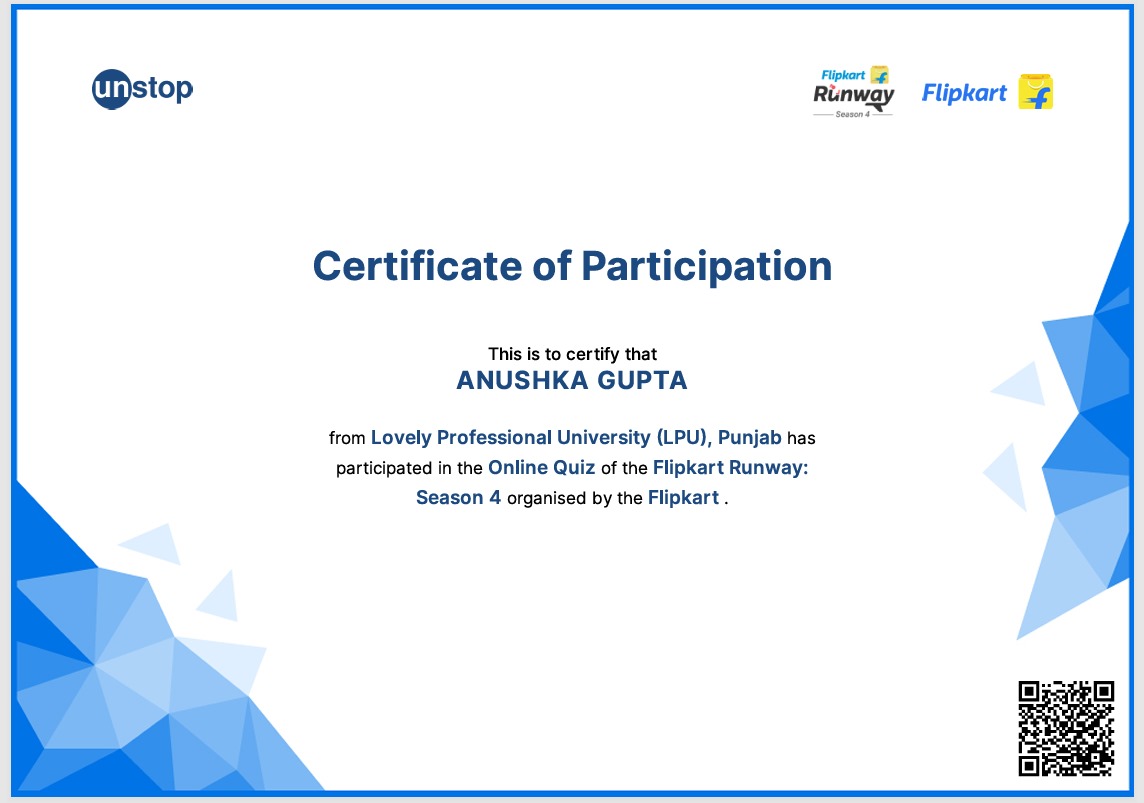 unstop
Flipkart
Runway
Season 4
Flipkart
Certificate of Participation
This is to certify that
ANUSHKA GUPTA
from Lovely Professional University (LPU), Punjab has
participated in the Online Quiz of the Flipkart Runway:
Season 4 organised by the Flipkart .